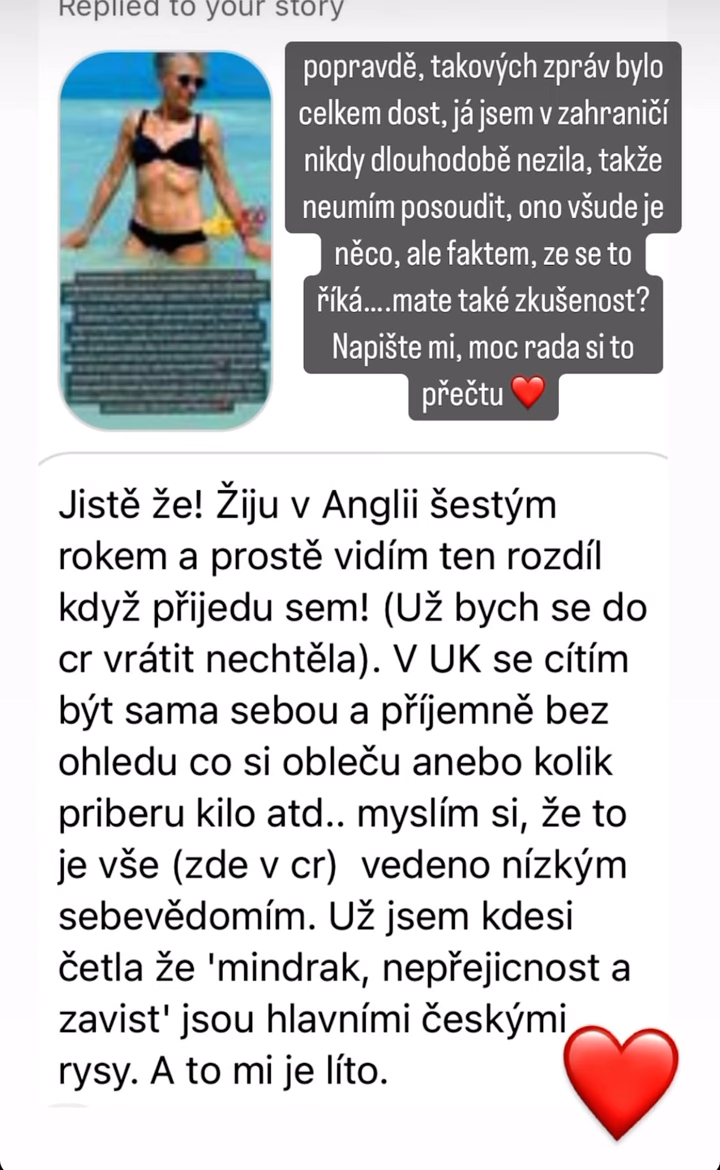 Replied to your story
popravdě, takových zpráv bylo
celkem dost, já jsem v zahraničí
nikdy dlouhodobě nezila, takže
neumím posoudit, ono všude je
něco, ale faktem, ze se to
říká....mate také zkušenost?
Napište mi, moc rada si to
přečtu ❤️
Jistě že! Žiju v Anglii šestým
rokem a prostě vidím ten rozdíl
když přijedu sem! (Už bych se do
cr vrátit nechtěla). V UK se cítím
být sama sebou a příjemně bez
ohledu co si obleču anebo kolik
priberu kilo atd.. myslím si, že to
je vše (zde v cr)  vedeno nízkým
sebevědomím. Už jsem kdesi
četla že 'mindrak, nepřejicnost a
zavist' jsou hlavními českými
rysy. A to mi je líto.